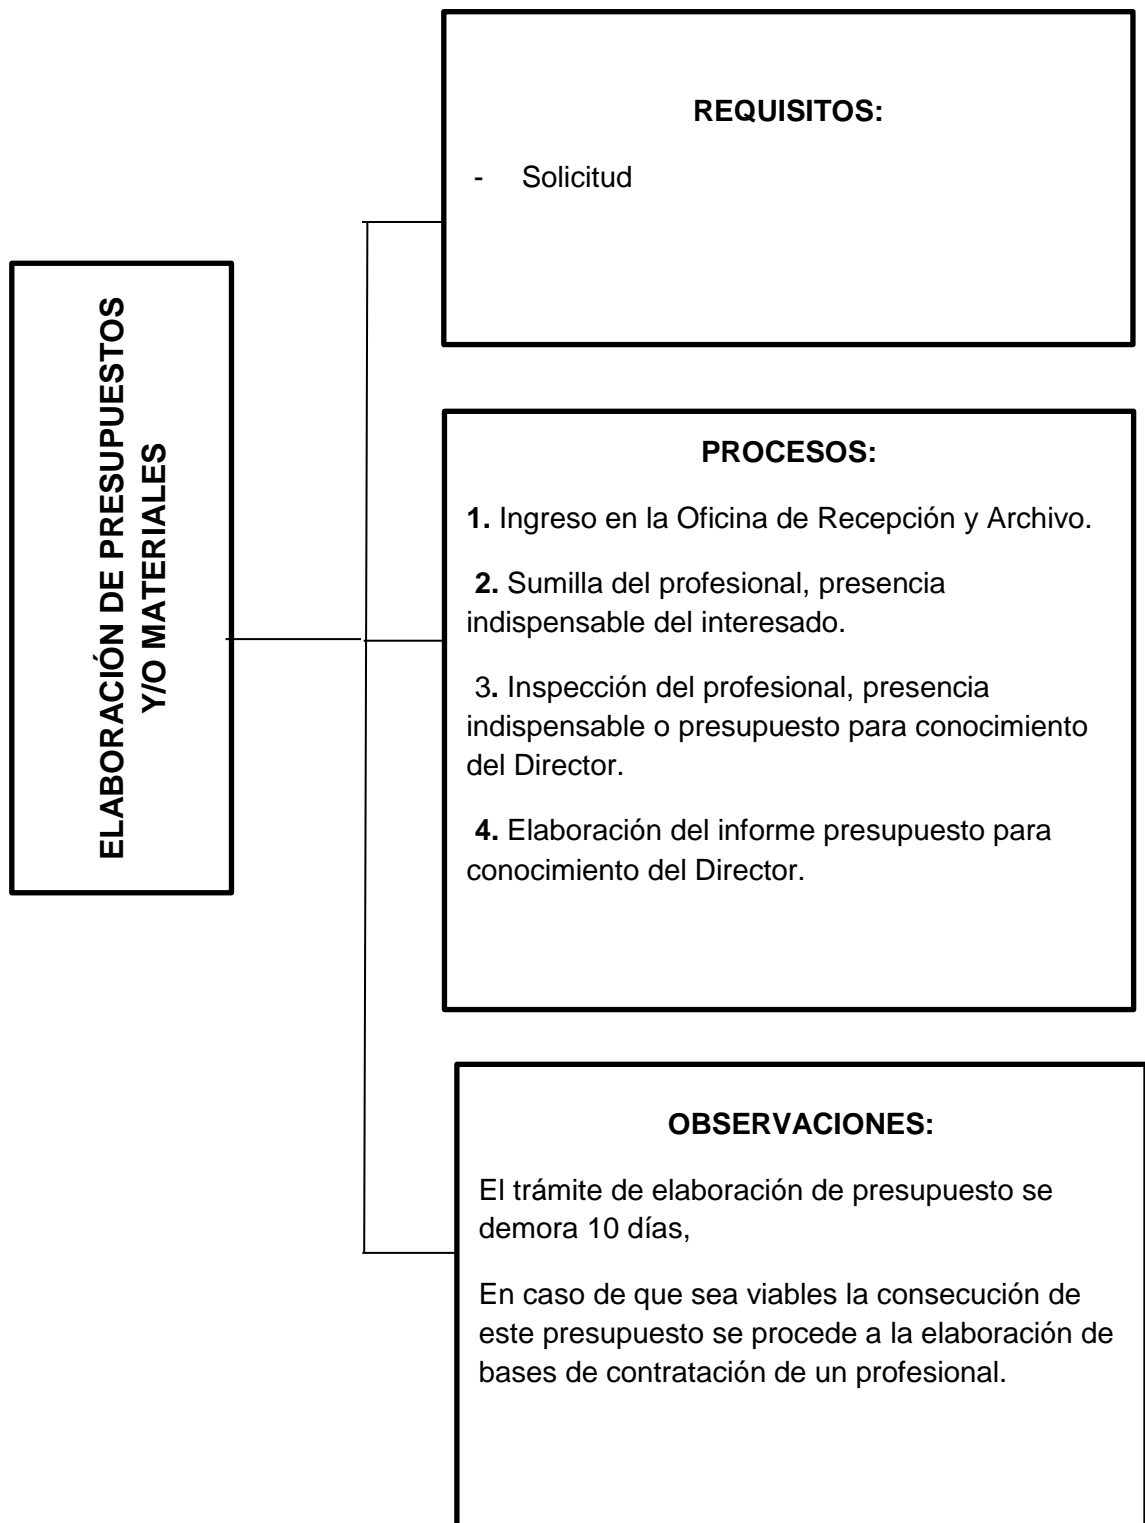 ELABORACIÓN DE PRESUPUESTOS
Y/O MATERIALES
REQUISITOS:
- Solicitud
PROCESOS:
1. Ingreso en la Oficina de Recepción y Archivo.
2. Sumilla del profesional, presencia
indispensable del interesado.
3. Inspección del profesional, presencia
indispensable o presupuesto para conocimiento
del Director.
4. Elaboración del informe presupuesto para
conocimiento del Director.
OBSERVACIONES:
El trámite de elaboración de presupuesto se
demora 10 días,
En caso de que sea viables la consecución de
este presupuesto se procede a la elaboración de
bases de contratación de un profesional.